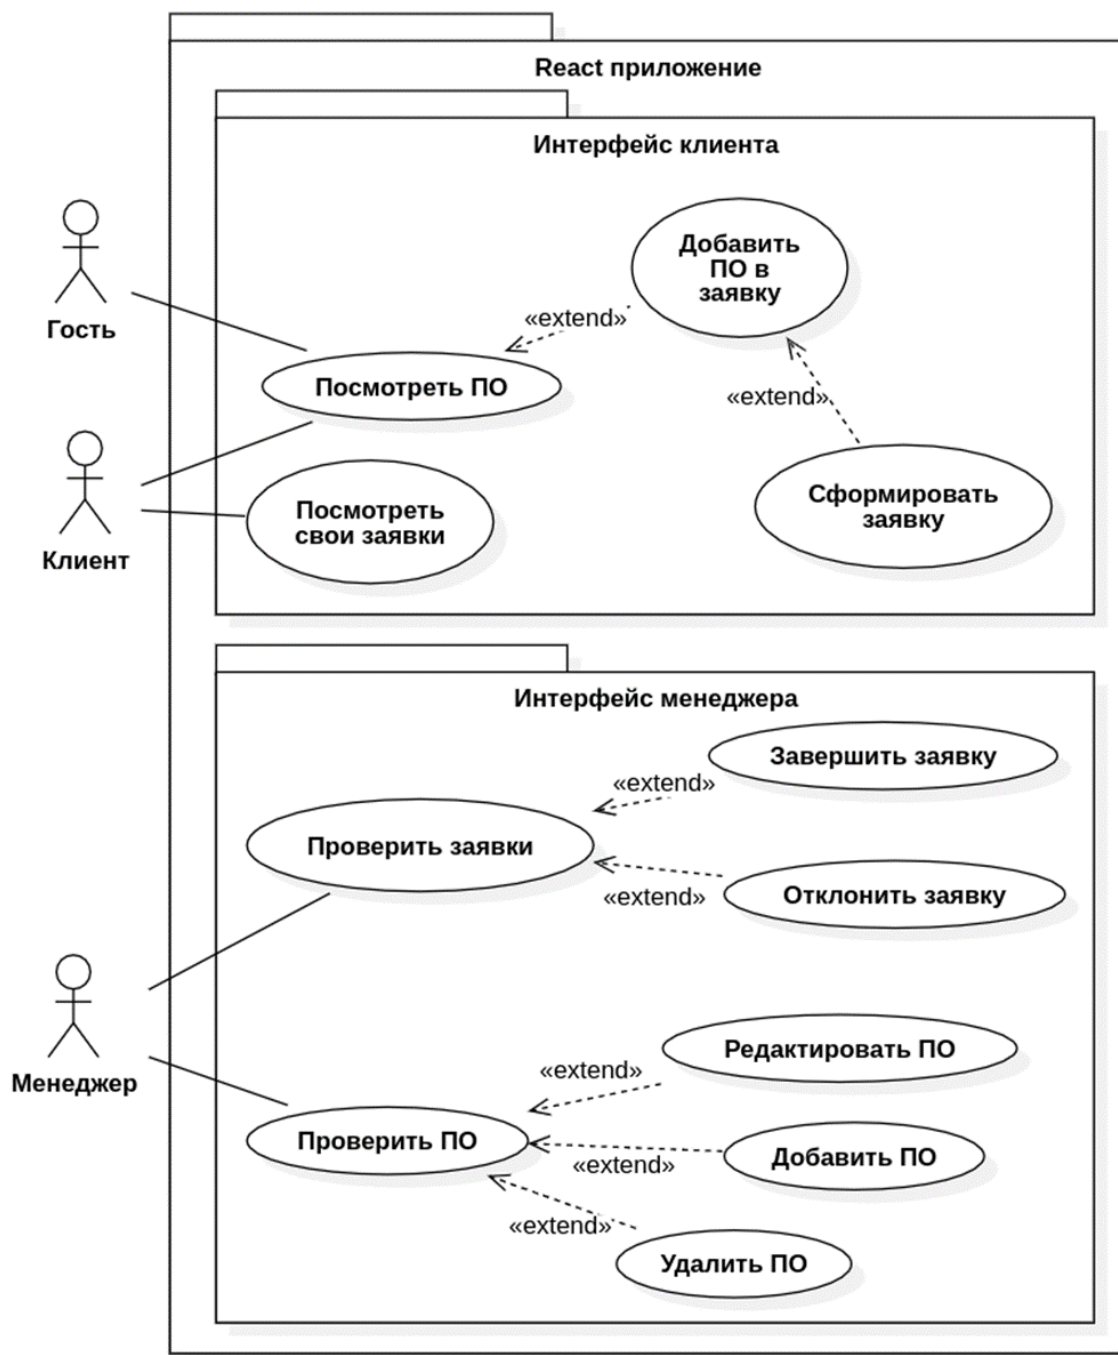 React приложение
Интерфейс клиента
Гость
Добавить
ПО в
заявку
«extend»
Посмотреть ПО
«extend»
Клиент
Посмотреть
свои заявки
Сформировать
заявку
Интерфейс менеджера
Завершить заявку
«extend»
Проверить заявки
Отклонить заявку
«extend»
Менеджер
Редактировать ПО
«extend»
Проверить ПО
Добавить ПО
«extend»
«extend»
Удалить ПО